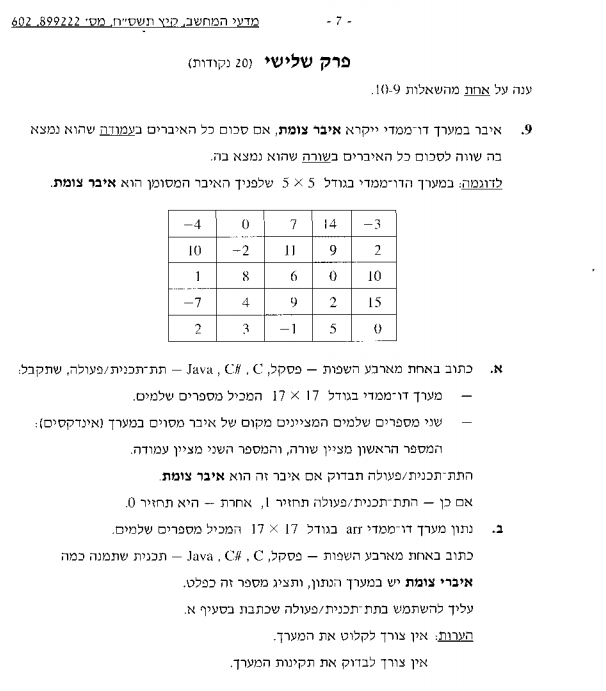 - 7 -
מדעי המחשב, קיץ תשס״ח, מס׳ 899222, 602
פרק שלישי (20 נקודות)
ענה על אחת מהשאלות 9-10.
9. איבר במערך דו־ממדי ייקרא איבר צומת, אם סכום כל האיברים בעמודה שהוא נמצא
בה שווה לסכום כל האיברים בשורה שהוא נמצא בה.
לדוגמה: במערך הדו־ממדי בגודל 5 × 5 שלפניך האיבר המסומן הוא איבר צומת.
−4 0 7 14 −3
10 −2 11 9 2
1 8 6 0 10
−7 4 9 2 15
2 3 −1 5 0
א. כתוב באחת מארבע השפות – פסקל, Java , C# , C – תת־תכנית/פעולה, שתקבל:
– מערך דו־ממדי בגודל 17 × 17 המכיל מספרים שלמים.
– שני מספרים שלמים המציינים מקום של איבר מסוים במערך (אינדקסים):
המספר הראשון מציין שורה, והמספר השני מציין עמודה.
התת־תכנית/פעולה תבדוק אם איבר זה הוא איבר צומת.
אם כן – התת־תכנית/פעולה תחזיר 1, אחרת – היא תחזיר 0.
ב. נתון מערך דו־ממדי arr בגודל 17 × 17 המכיל מספרים שלמים.
כתוב באחת מארבע השפות – פסקל, Java , C# , C – תכנית שתמנה כמה
איברי צומת יש במערך הנתון, ותציג מספר זה כפלט.
עליך להשתמש בתת־תכנית/פעולה שכתבת בסעיף א.
הערות: אין צורך לקלוט את המערך.
אין צורך לבדוק את תקינות המערך.